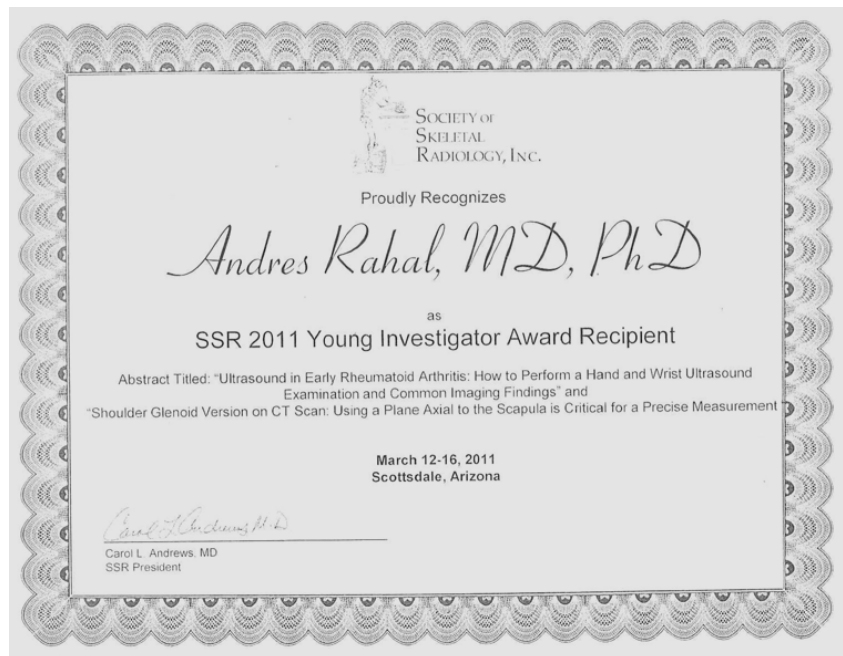 SOCIETY OF
SKELETAL
RADIOLOGY, INC.
Proudly Recognizes
Andres Rahal, MD, PhD
as
SSR 2011 Young Investigator Award Recipient
Abstract Titled: "Ultrasound in Early Rheumatoid Arthritis: How to Perform a Hand and Wrist Ultrasound
Examination and Common Imaging Findings" and
"Shoulder Glenoid Version on CT Scan: Using a Plane Axial to the Scapula is Critical for a Precise Measurement
March 12-16, 2011
Scottsdale, Arizona
Carol L Andrews M.D
Carol L. Andrews, MD
SSR President